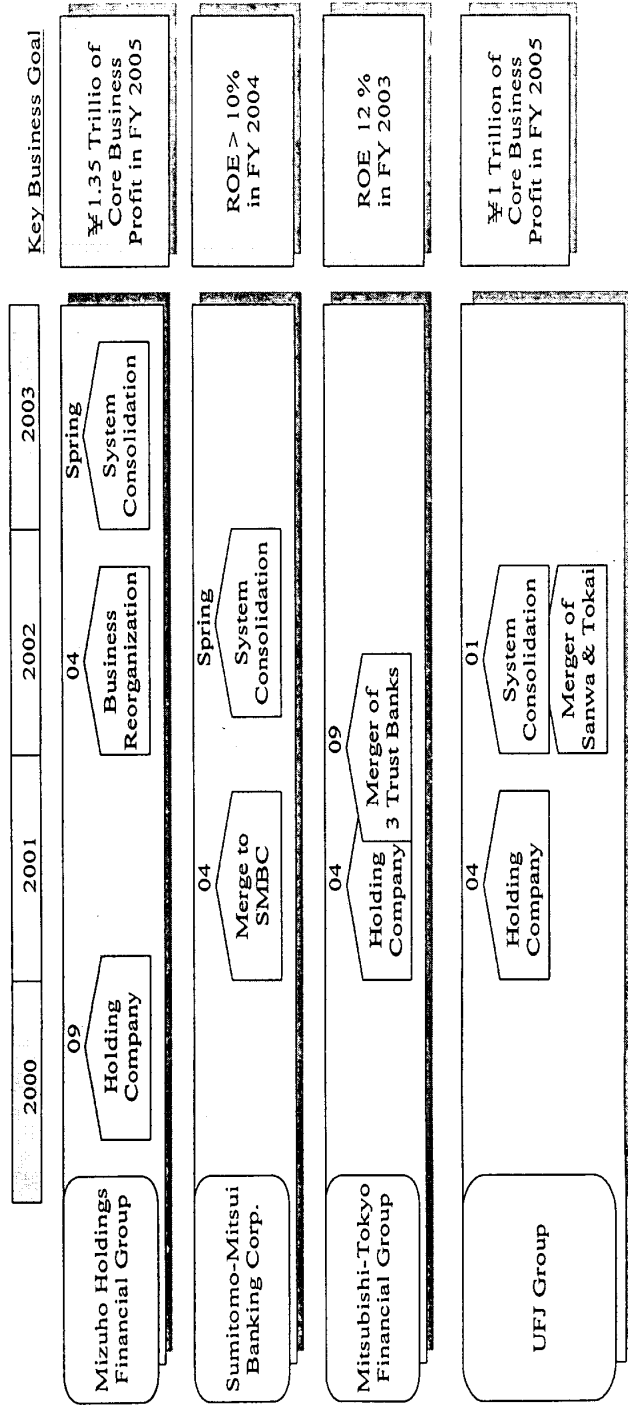 2000
2001
2002
2003
Key Business Goal
Mizuho Holdings
Financial Group
09
Holding
Company
04
Business
Reorganization
Spring
System
Consolidation
¥1.35 Trillio of
Core Business
Profit in FY 2005
Sumitomo-Mitsui
Banking Corp.
04
Merge to
SMBC
Spring
System
Consolidation
ROE > 10%
in FY 2004
Mitsubishi-Tokyo
Financial Group
04
Holding
Company
09
Merger of
3 Trust Banks
ROE 12 %
in FY 2003
UFJ Group
04
Holding
Company
01
System
Consolidation
Merger of
Sanwa & Tokai
¥1 Trillion of
Core Business
Profit in FY 2005